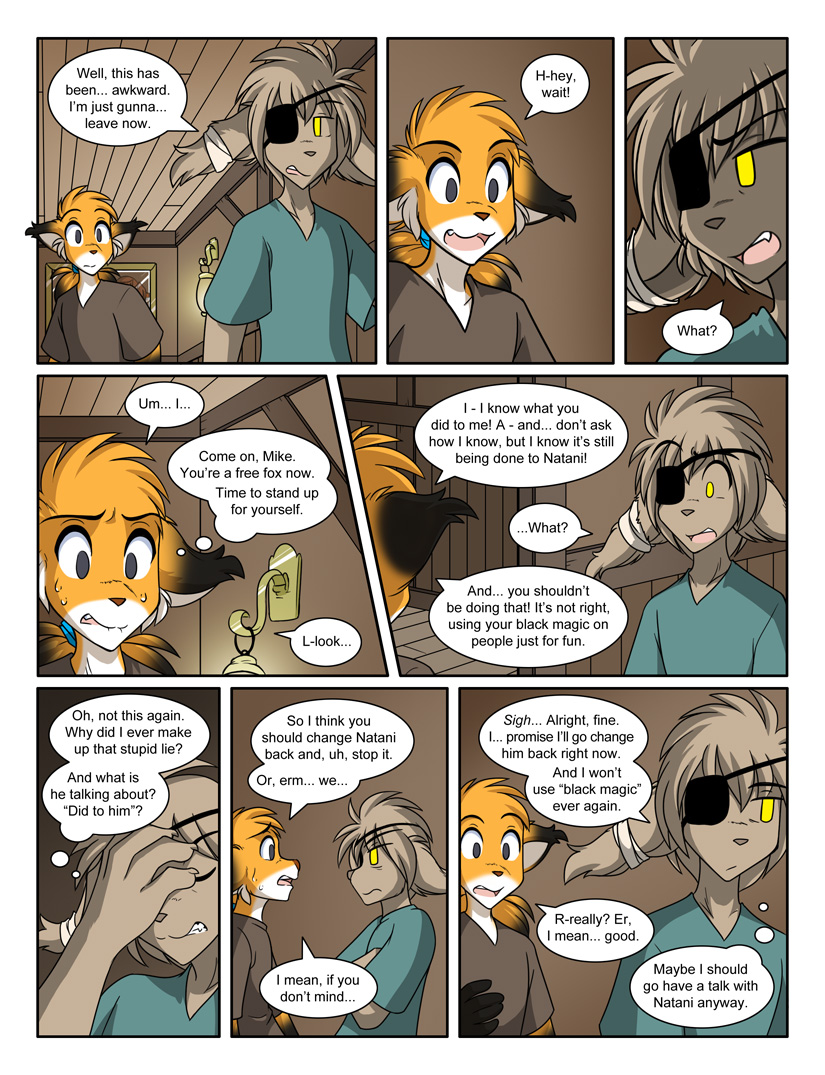 Well, this has
been... awkward.
I'm just gunna...
leave now.
H-hey,
wait!
What?
Um... I...
Come on, Mike.
You're a free fox now.
Time to stand up
for yourself.
L-look...
I - I know what you
did to me! A - and... don't ask
how I know, but I know it's still
being done to Natani!
...What?
And... you shouldn't
be doing that! It's not right,
using your black magic on
people just for fun.
Oh, not this again.
Why did I ever make
up that stupid lie?
And what is
he talking about?
"Did to him"?
So I think you
should change Natani
back and, uh, stop it.
Or, erm... we...
I mean, if you
don't mind...
Sigh... Alright, fine.
I... promise I'll go change
him back right now.
And I won't
use "black magic"
ever again.
R-really? Er,
I mean... good.
Maybe I should
go have a talk with
Natani anyway.